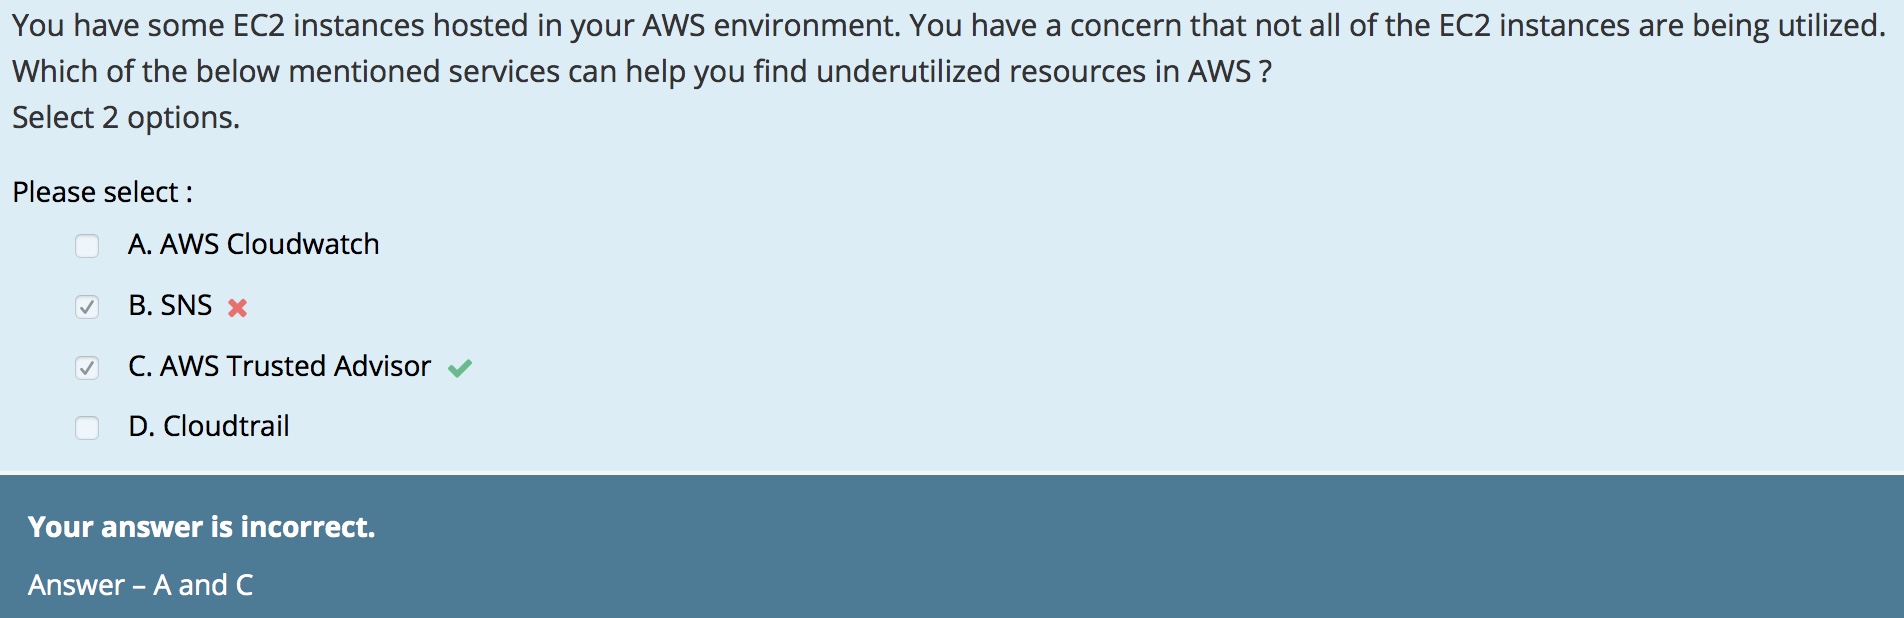 You have some EC2 instances hosted in your AWS environment. You have a concern that not all of the EC2 instances are being utilized.
Which of the below mentioned services can help you find underutilized resources in AWS ?
Select 2 options.
Please select :
A. AWS Cloudwatch
B. SNS
C. AWS Trusted Advisor
D. Cloudtrail
Your answer is incorrect.
Answer – A and C